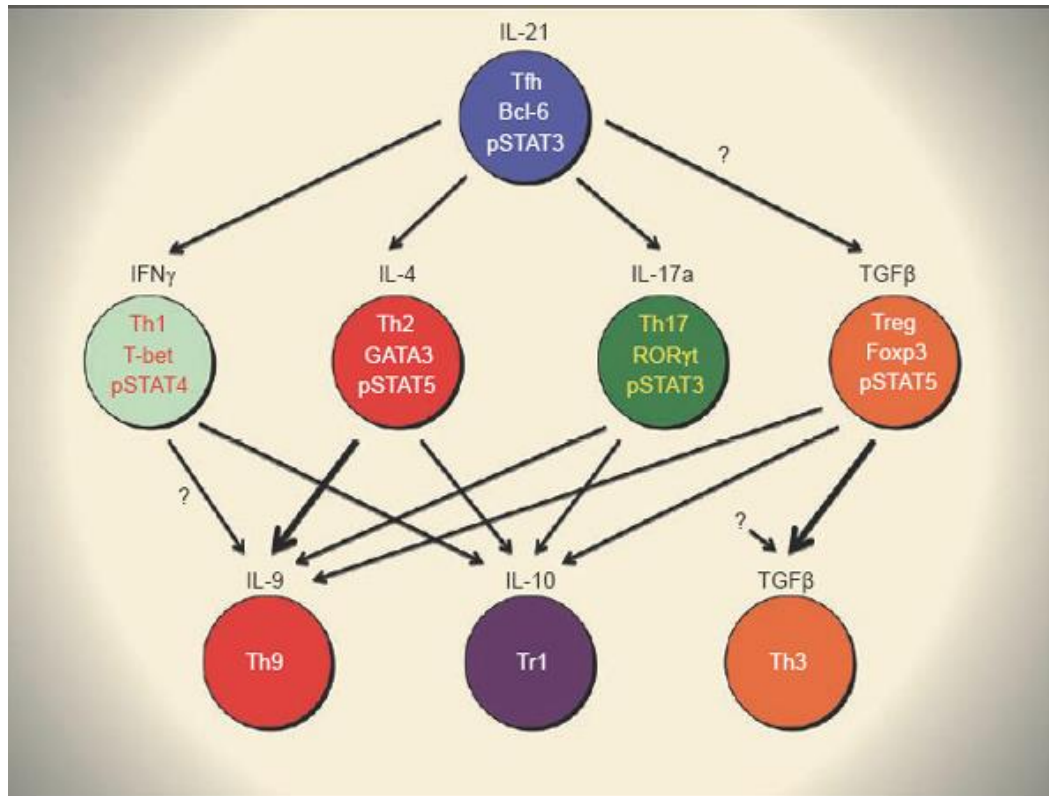 IL-21
Tfh
Bcl-6
pSTAT3
?
IFNγ
IL-4
IL-17a
TGFβ
Th1
T-bet
pSTAT4
Th2
GATA3
pSTAT5
Th17
RORγt
pSTAT3
Treg
Foxp3
pSTAT5
?
?
IL-9
IL-10
TGFβ
Th9
Tr1
Th3